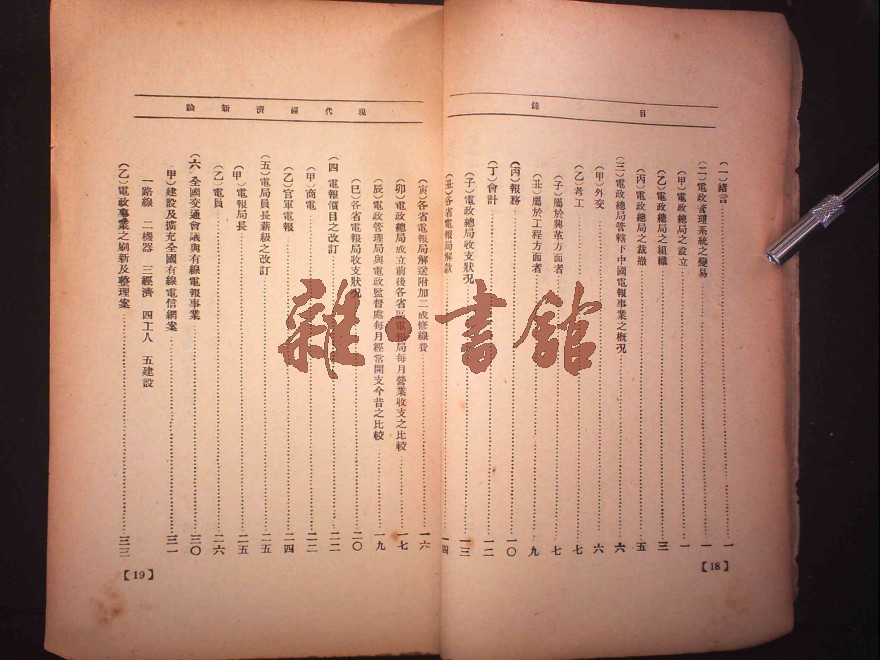 目錄
(一)緒言……一
(二)電政管理系統之變易……一
(甲)電政總局之設立……一
(乙)電政總局之組織……三
(丙)電政總局之裁撤……五
(三)電政總局管轄下中國電報事業之概況……六
(甲)外交……六
(乙)考工……七
(子)屬於興革方面者……七
(丑)屬於工程方面者……九
(丙)報務……一〇
(丁)會計……一二
(子)電政總局收支狀況……一三
(丑)各省電報局解款……一四
【18】
現代經濟新論
(寅)各省電報局解送附加二成修線費……一六
(卯)電政總局成立前後各省區電報局每月營業收支之比較……一七
(辰)電政管理局與電政監督處每月經常開支今昔之比較……一九
(巳)各省電報局收支狀况……二〇
(四)電報價目之改訂……二二
(甲)商電……二二
(乙)官軍電報……二四
(五)電局員長薪級之改訂……二五
(甲)電報局長……二五
(乙)電員……二六
(六)全國交通會議與有線電報事業……三〇
(甲)建設及擴充全國有線電信網案……三一
一路線 二機器 三經濟 四工人 五建設
(乙)電政事業之刷新及整理案……三三
【19】
雜·書館